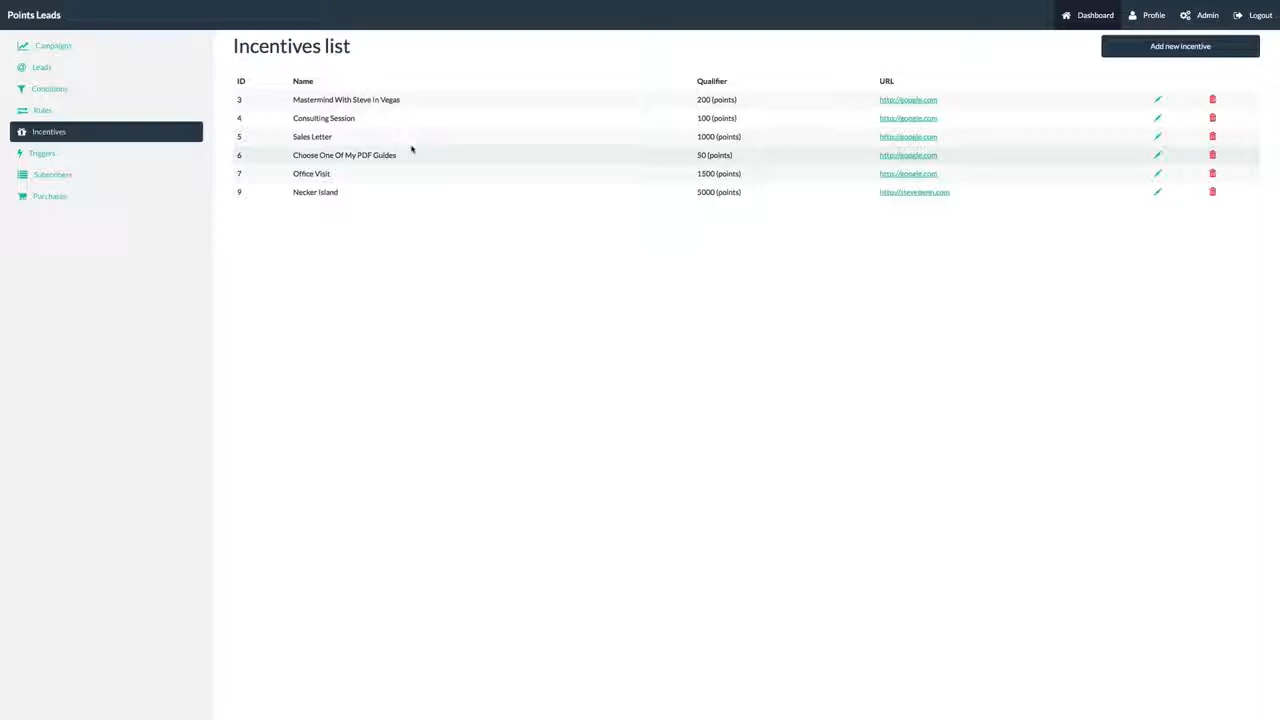 Points Leads
Dashboard Profile Admin Logout
Campaigns
Leads
Conditions
Rules
Incentives
Triggers
Subscribers
Purchases
Incentives list
Add new incentive
ID Name Qualifier URL
3 Mastermind With Steve In Vegas 200 (points) http://google.com
4 Consulting Session 100 (points) http://google.com
5 Sales Letter 1000 (points) http://google.com
6 Choose One Of My PDF Guides 50 (points) http://google.com
7 Office Visit 1500 (points) http://google.com
9 Necker Island 5000 (points)